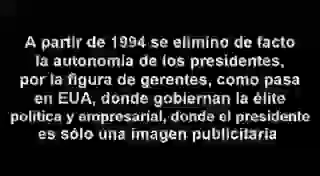 A partir de 1994 se elimino de facto
la autonomía de los presidentes,
por la figura de gerentes, como pasa
en EUA, donde gobiernan la élite
política y empresarial, donde el presidente
es sólo una imagen publicitaria